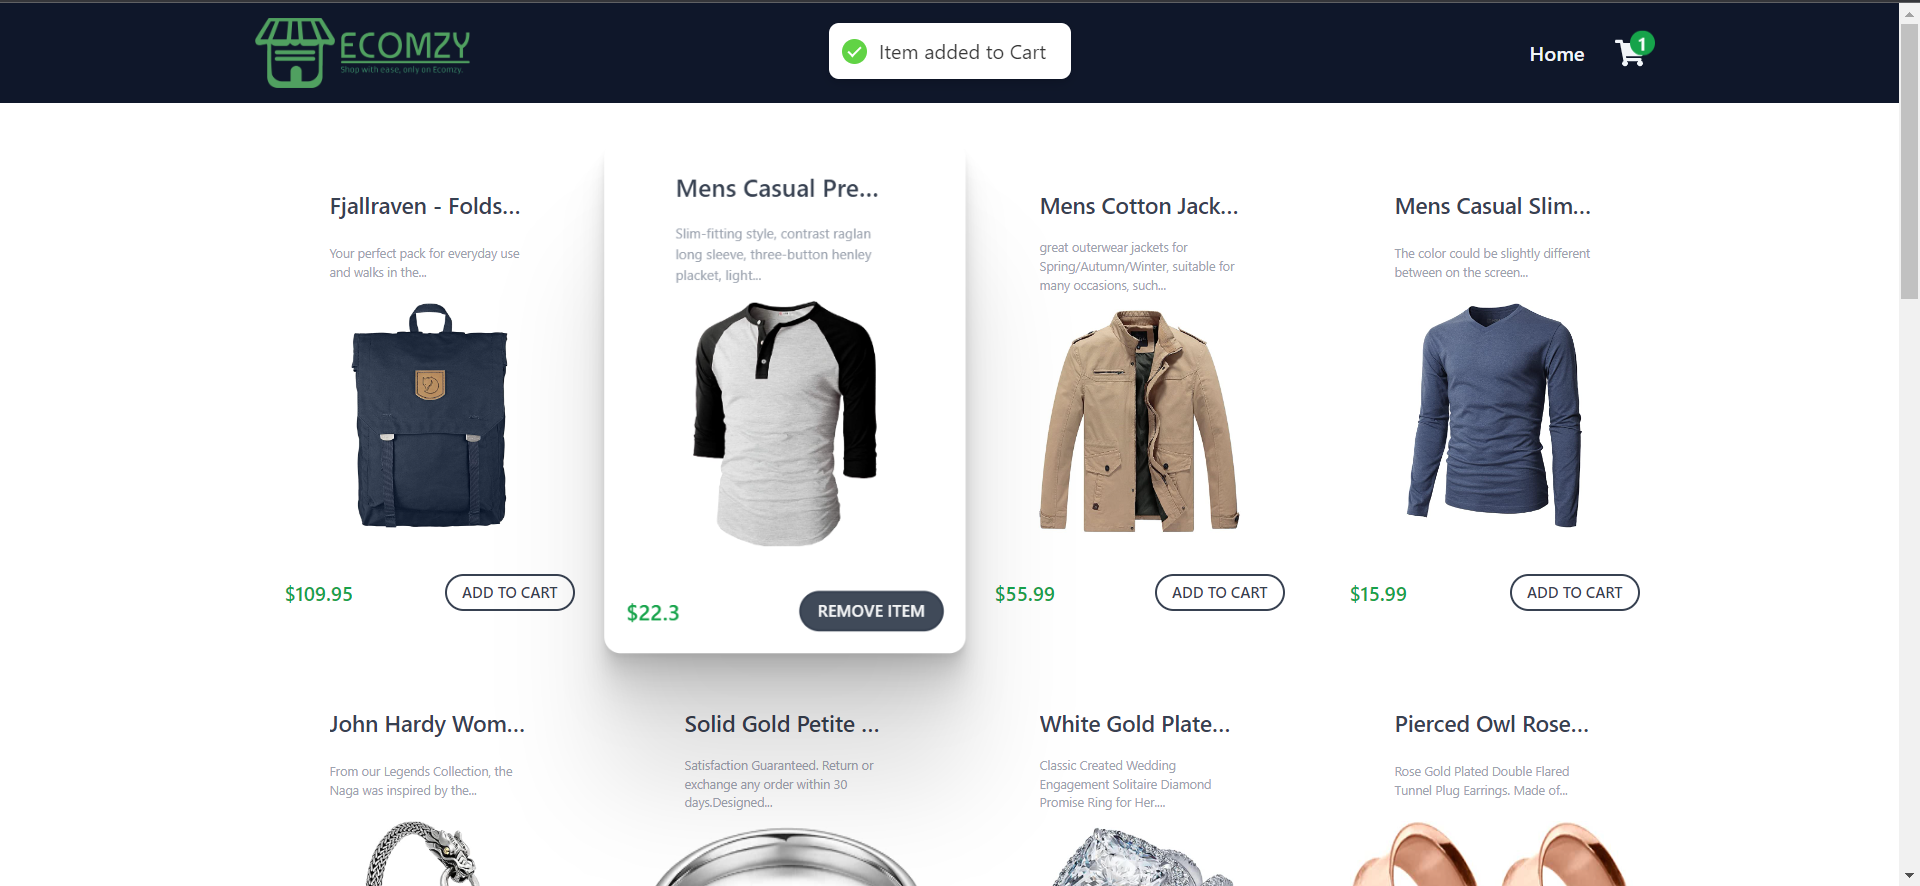 ECOMZY
Shop with ease, only on Ecomzy.
Item added to Cart
Home
1
Fjallraven - Folds...
Your perfect pack for everyday use
and walks in the...
$109.95
ADD TO CART
Mens Casual Pre...
Slim-fitting style, contrast raglan
long sleeve, three-button henley
placket, light...
$22.3
REMOVE ITEM
Mens Cotton Jack...
great outerwear jackets for
Spring/Autumn/Winter, suitable for
many occasions, such...
$55.99
ADD TO CART
Mens Casual Slim...
The color could be slightly different
between on the screen...
$15.99
ADD TO CART
John Hardy Wom...
From our Legends Collection, the
Naga was inspired by the...
Solid Gold Petite ...
Satisfaction Guaranteed. Return or
exchange any order within 30
days.Designed...
White Gold Plate...
Classic Created Wedding
Engagement Solitaire Diamond
Promise Ring for Her....
Pierced Owl Rose...
Rose Gold Plated Double Flared
Tunnel Plug Earrings. Made of...